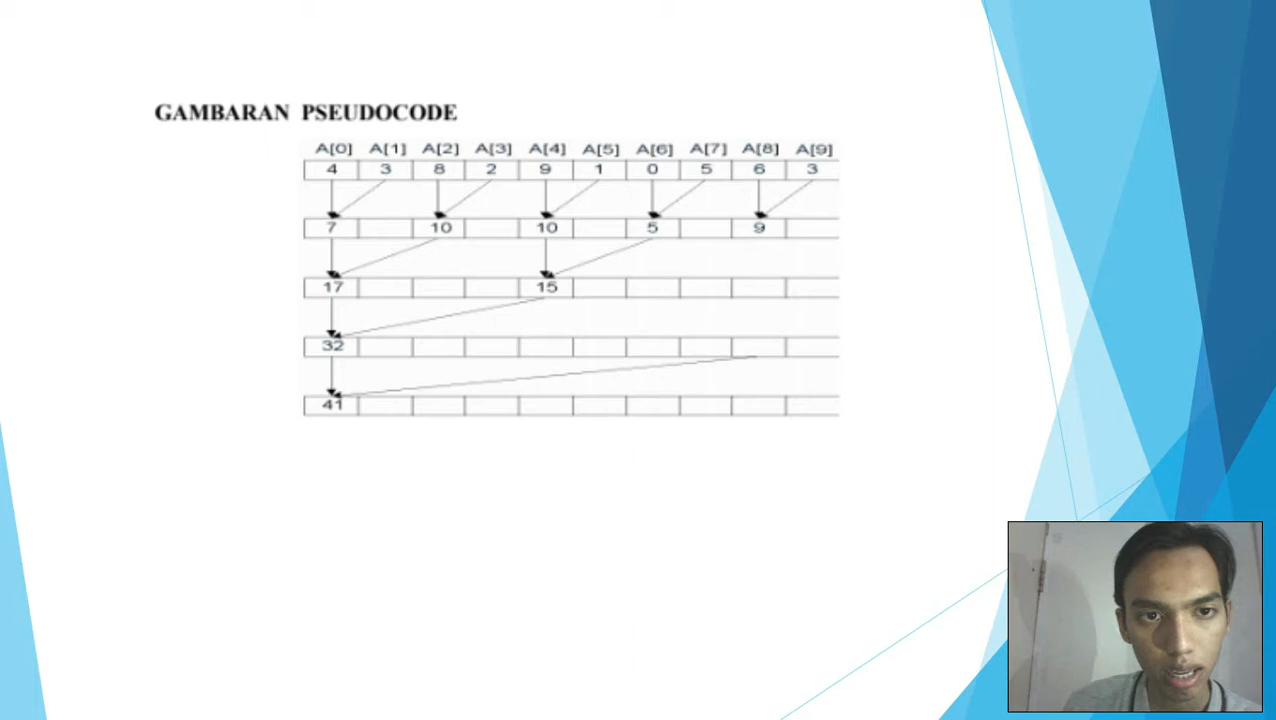 GAMBARAN PSEUDOCODE
A[0] A[1] A[2] A[3] A[4] A[5] A[6] A[7] A[8] A[9]
4 3 8 2 9 1 0 5 6 3
7 10 10 5 9
17 15
32
41